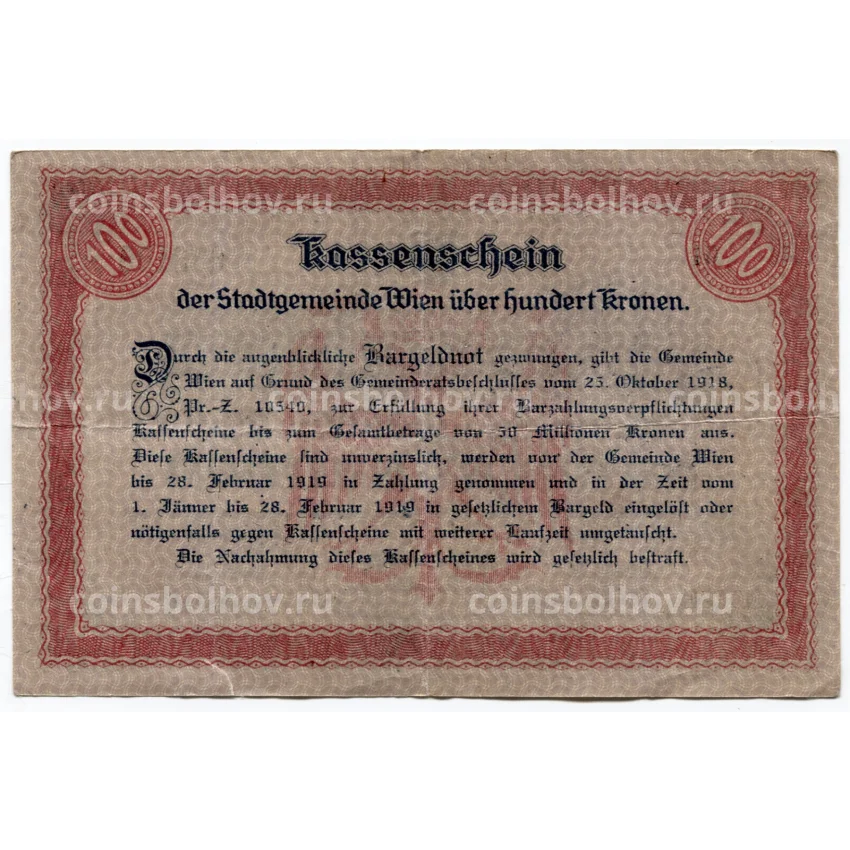 coinsbolhov.ru coinsbolhov.ru
100 100
Kassenschein
der Stadtgemeinde Wien über hundert Kronen.
Durch die augenblickliche Bargeldnot gezwungen, gibt die Gemeinde
Wien auf Grund des Gemeinderatsbeschlusses vom 25. Oktober 1918,
Pr.-Z. 10540, zur Erfüllung ihrer Barzahlungsverpflichtungen
Kassenscheine bis zum Gesamtbetrage von 50 Millionen Kronen aus.
Diese Kassenscheine sind unverzinslich, werden von der Gemeinde Wien
bis 28. Februar 1919 in Zahlung genommen und in der Zeit vom
1. Jänner bis 28. Februar 1919 in gesetzlichem Bargeld eingelöst oder
nötigenfalls gegen Kassenscheine mit weiterer Laufzeit umgetauscht.
Die Nachahmung dieses Kassenscheines wird gesetzlich bestraft.
coinsbolhov.ru coinsbolhov.ru